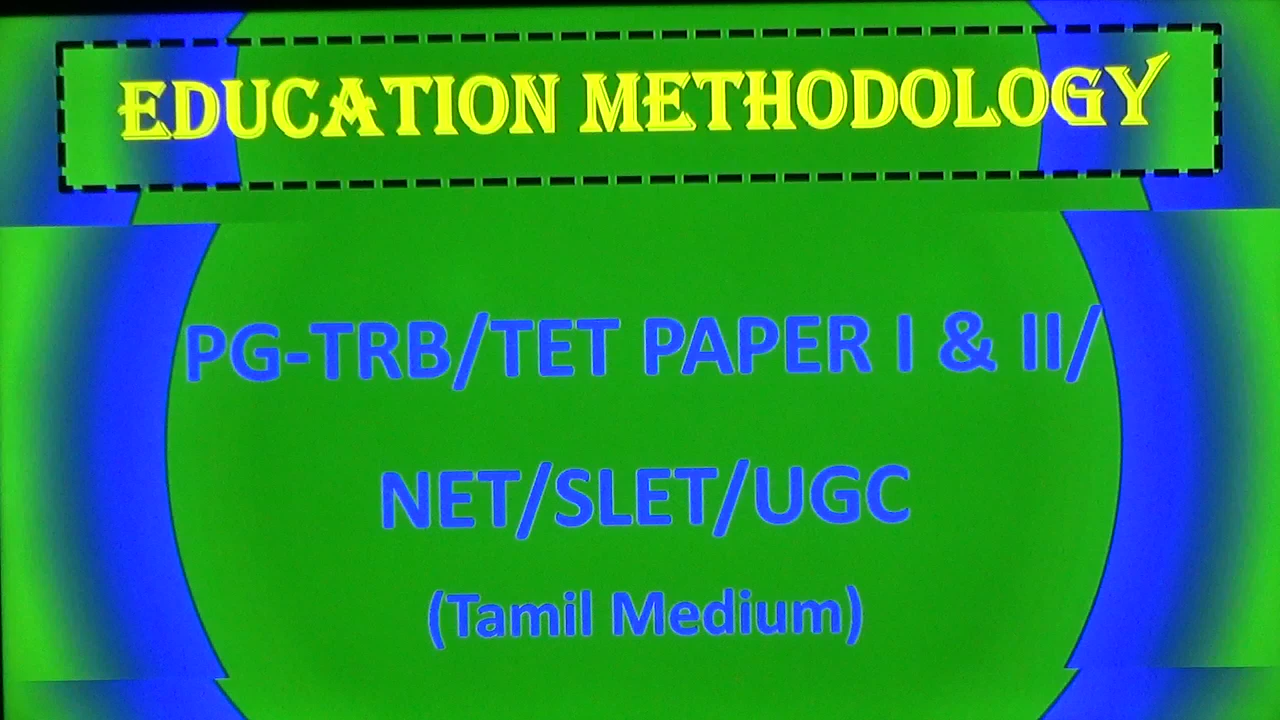 EDUCATION METHODOLOGY
PG-TRB/TET PAPER I & II/
NET/SLET/UGC
(Tamil Medium)